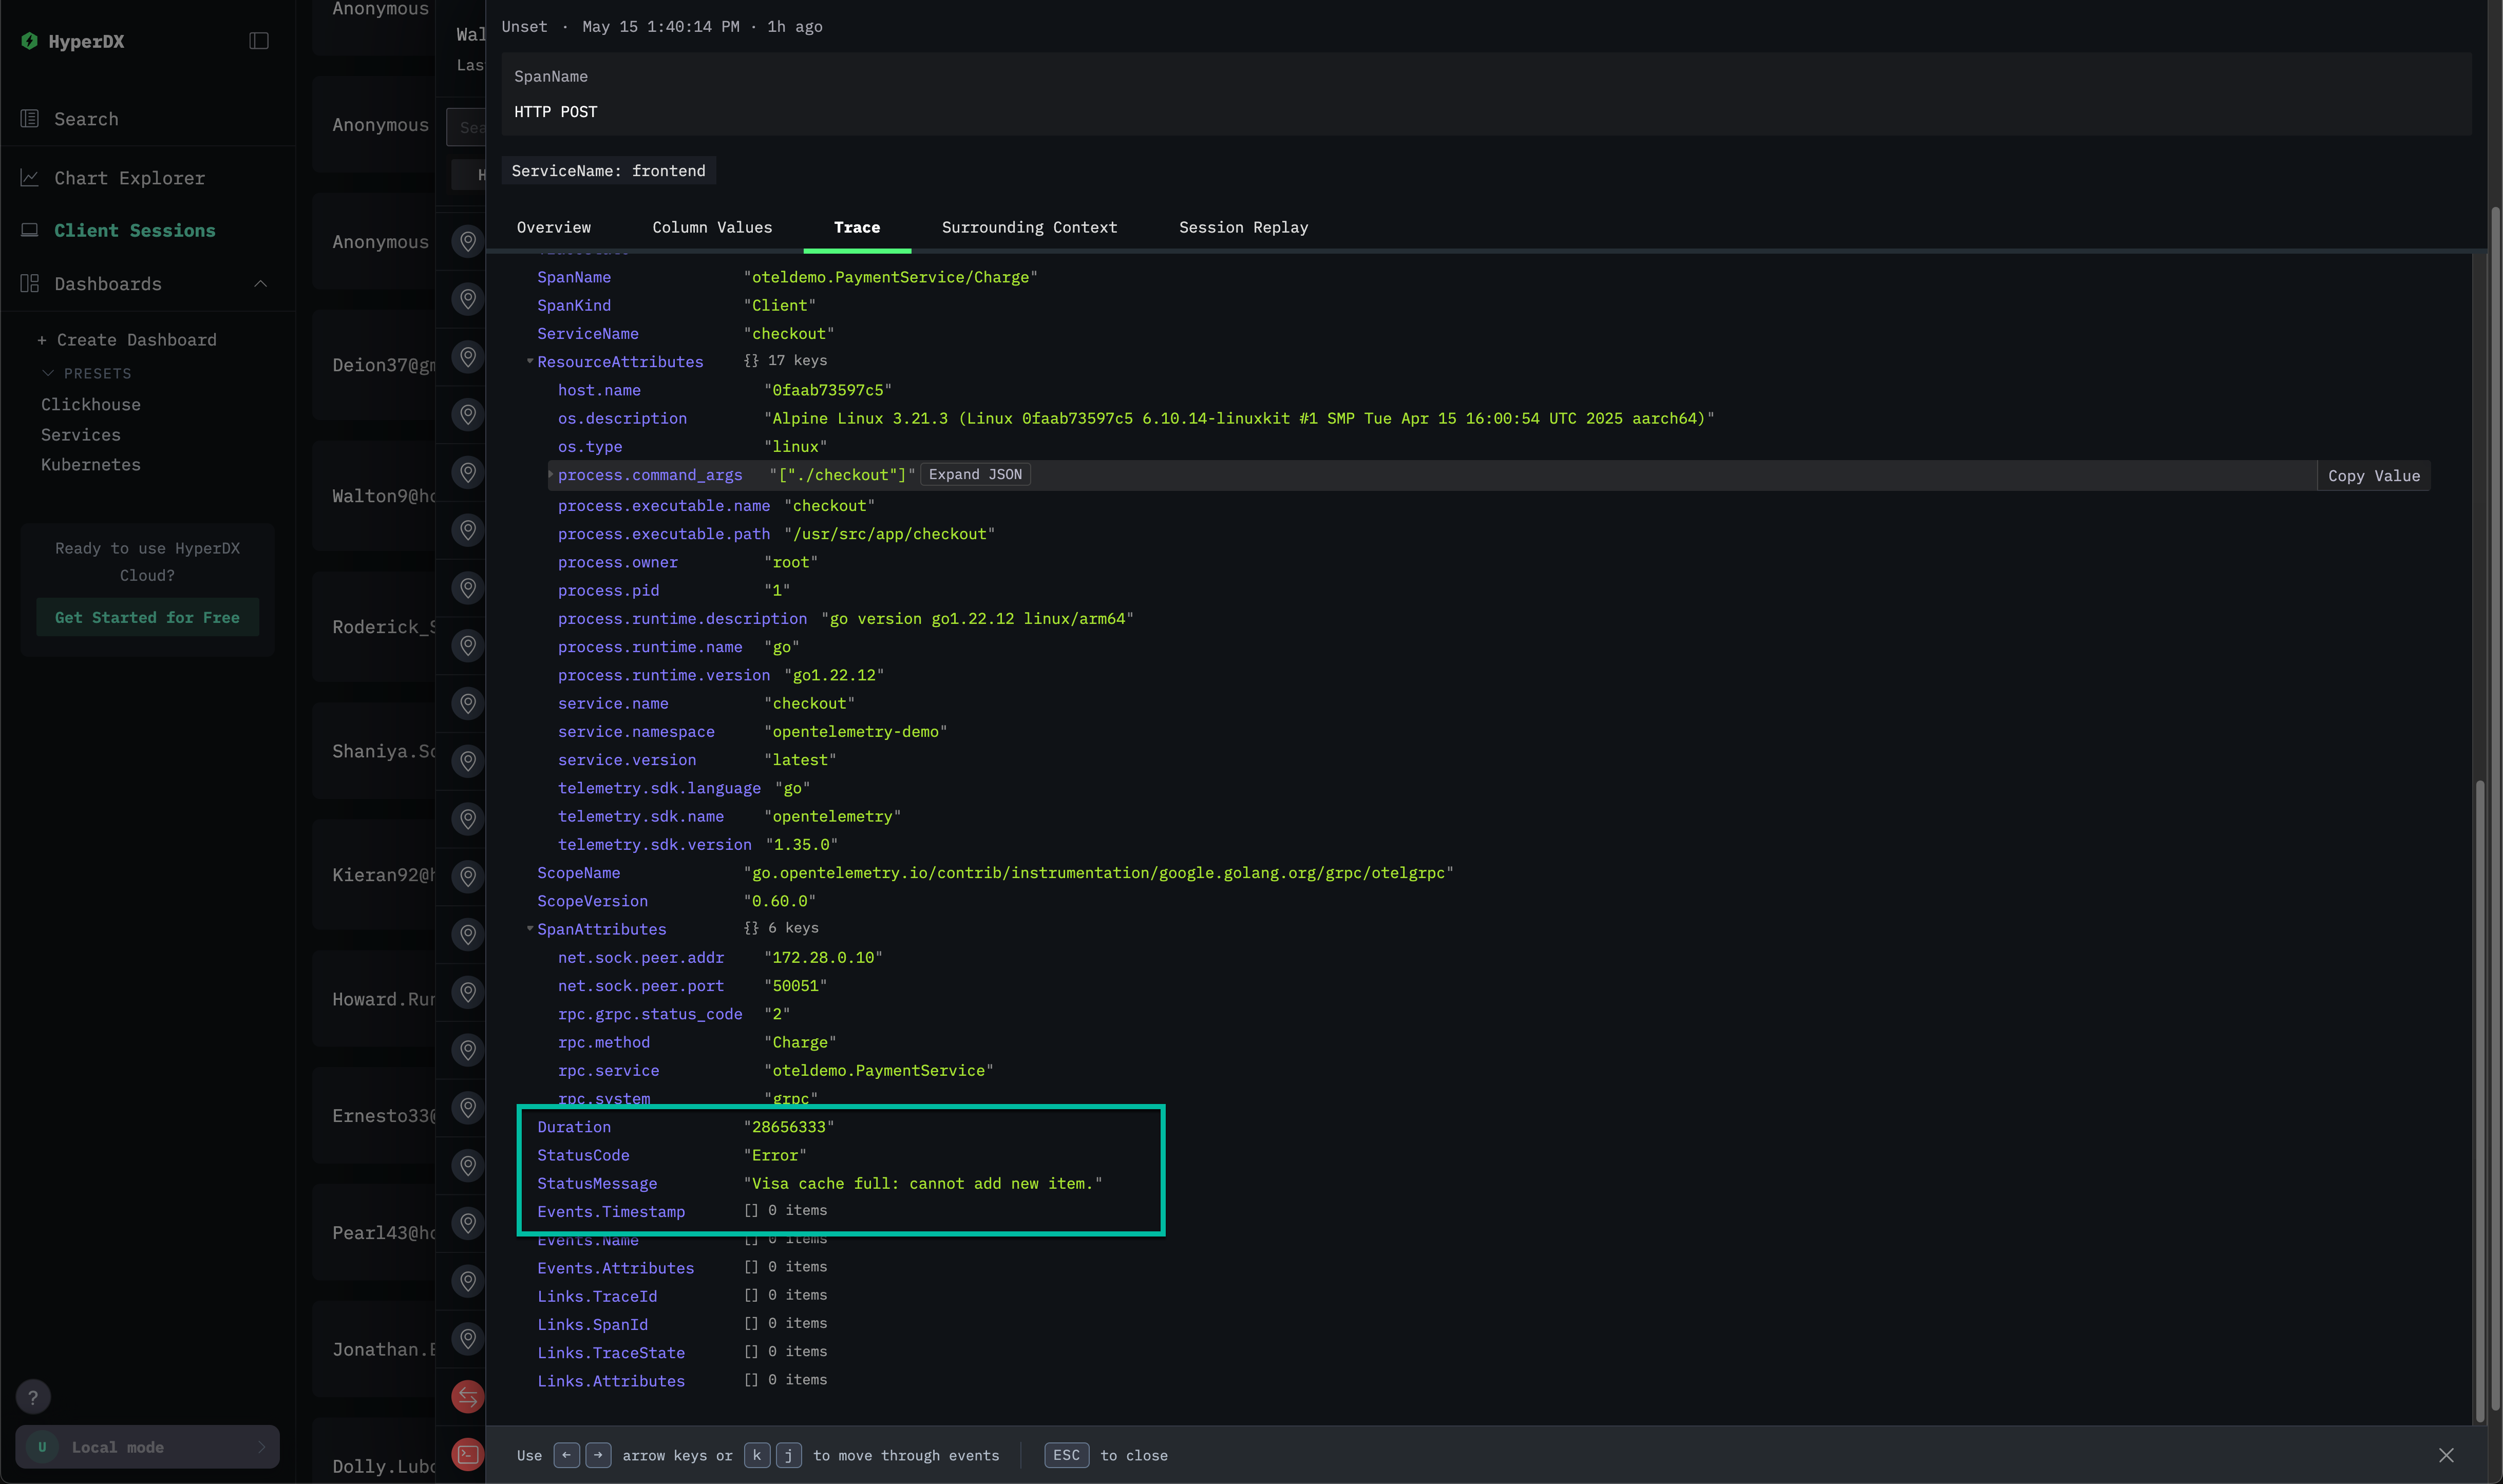 HyperDX
Search
Chart Explorer
Client Sessions
Dashboards
+ Create Dashboard
PRESETS
Clickhouse
Services
Kubernetes
Ready to use HyperDX
Cloud?
Get Started for Free
?
U Local mode
Anonymous
Anonymous
Anonymous
Deion37@gm
Walton9@ho
Roderick_S
Shaniya.Sc
Kieran92@h
Howard.Run
Ernesto33@
Pearl43@ho
Jonathan.E
Dolly.Lubo
Wal
Las
Sea
H
Unset · May 15 1:40:14 PM · 1h ago
SpanName
HTTP POST
ServiceName: frontend
Overview Column Values Trace Surrounding Context Session Replay
SpanName "oteldemo.PaymentService/Charge"
SpanKind "Client"
ServiceName "checkout"
ResourceAttributes {} 17 keys
host.name "0faab73597c5"
os.description "Alpine Linux 3.21.3 (Linux 0faab73597c5 6.10.14-linuxkit #1 SMP Tue Apr 15 16:00:54 UTC 2025 aarch64)"
os.type "linux"
process.command_args "["./checkout"]" Expand JSON Copy Value
process.executable.name "checkout"
process.executable.path "/usr/src/app/checkout"
process.owner "root"
process.pid "1"
process.runtime.description "go version go1.22.12 linux/arm64"
process.runtime.name "go"
process.runtime.version "go1.22.12"
service.name "checkout"
service.namespace "opentelemetry-demo"
service.version "latest"
telemetry.sdk.language "go"
telemetry.sdk.name "opentelemetry"
telemetry.sdk.version "1.35.0"
ScopeName "go.opentelemetry.io/contrib/instrumentation/google.golang.org/grpc/otelgrpc"
ScopeVersion "0.60.0"
SpanAttributes {} 6 keys
net.sock.peer.addr "172.28.0.10"
net.sock.peer.port "50051"
rpc.grpc.status_code "2"
rpc.method "Charge"
rpc.service "oteldemo.PaymentService"
rpc.system "grpc"
Duration "28656333"
StatusCode "Error"
StatusMessage "Visa cache full: cannot add new item."
Events.Timestamp [] 0 items
Events.Name [] 0 items
Events.Attributes [] 0 items
Links.TraceId [] 0 items
Links.SpanId [] 0 items
Links.TraceState [] 0 items
Links.Attributes [] 0 items
Use ← → arrow keys or k j to move through events ESC to close